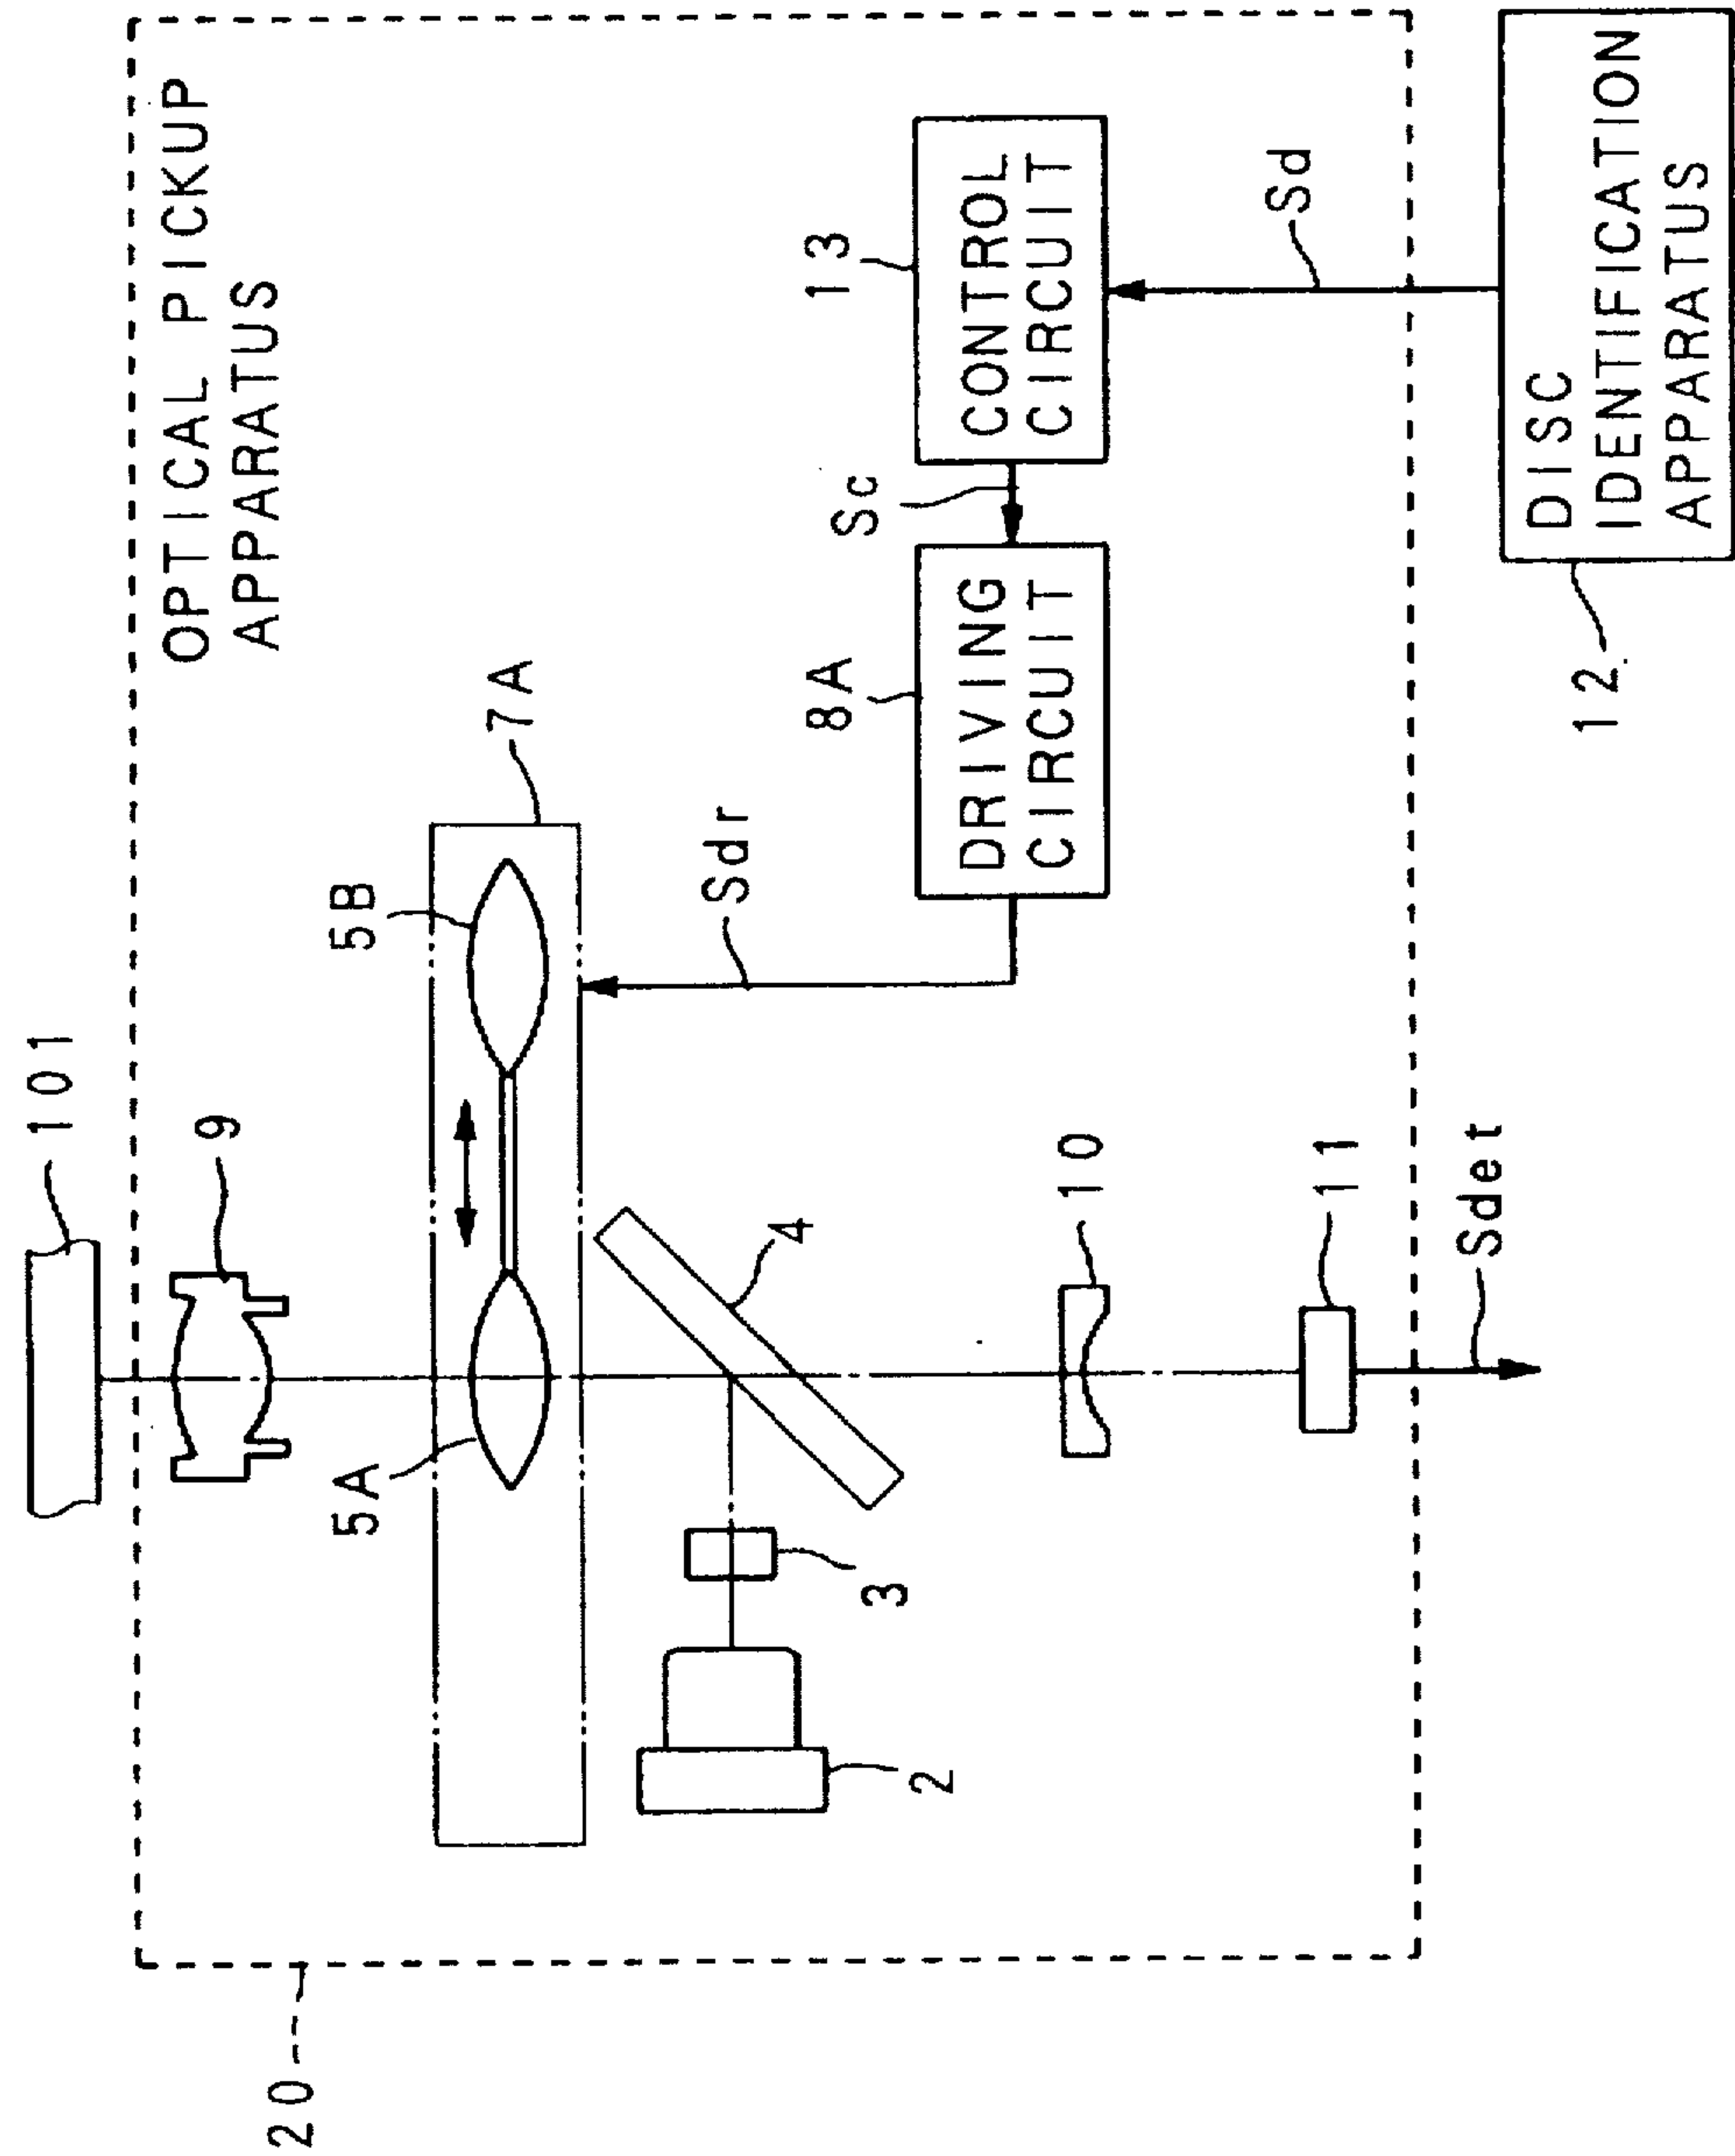 101
9
OPTICAL PICKUP
APPARATUS
5A
5B
7A
Sdr
4
3
2
8A
DRIVING
CIRCUIT
Sc
13
CONTROL
CIRCUIT
Sd
10
11
Sdet
12
DISC
IDENTIFICATION
APPARATUS
20